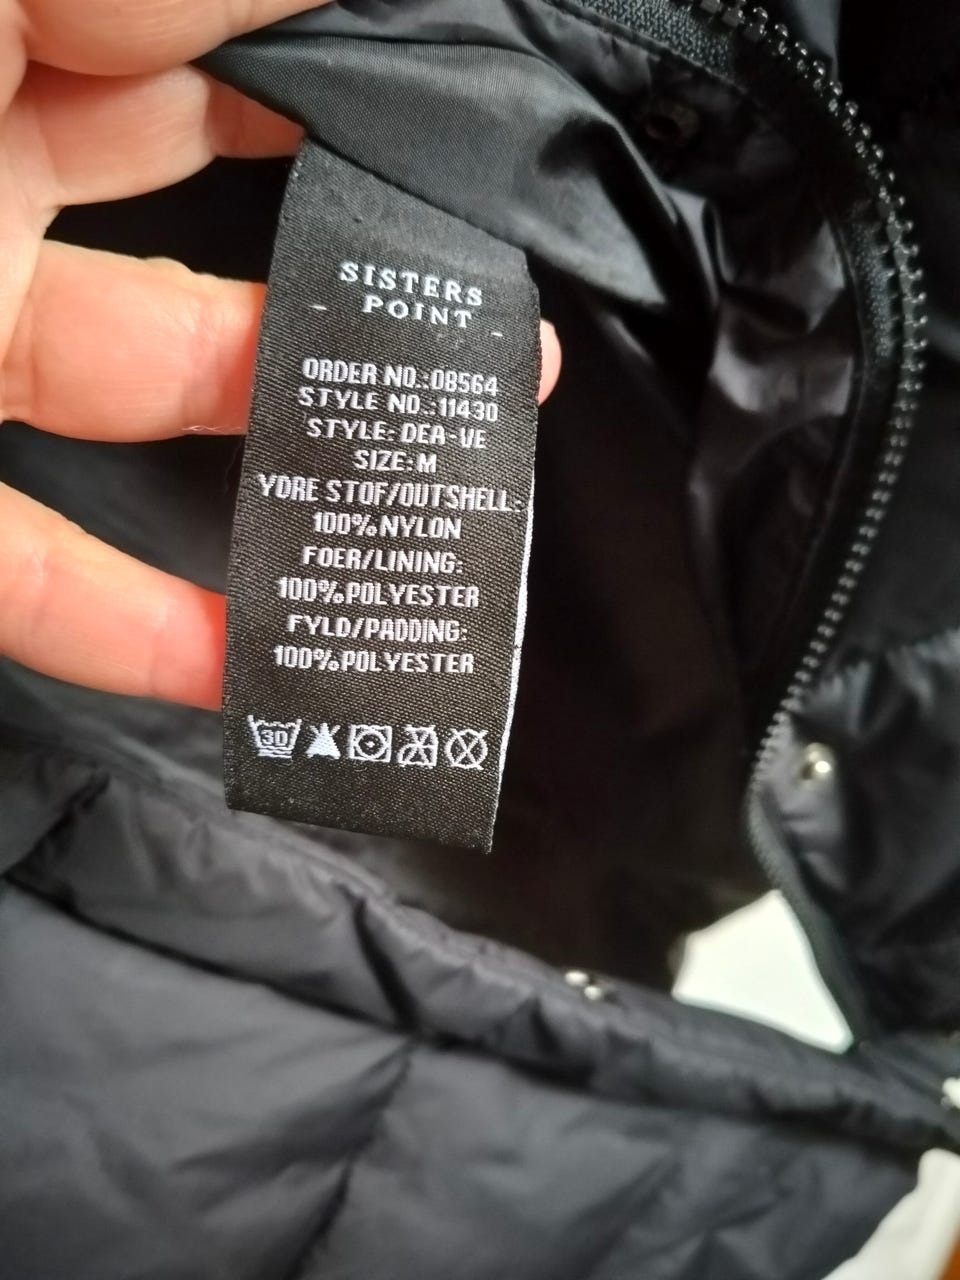 SISTERS
- POINT -
ORDER NO.:08564
STYLE NO.:11430
STYLE: DEA-VE
SIZE: M
YDRE STOF/OUTSHELL:
100%NYLON
FOER/LINING:
100%POLYESTER
FYLD/PADDING:
100%POLYESTER
30